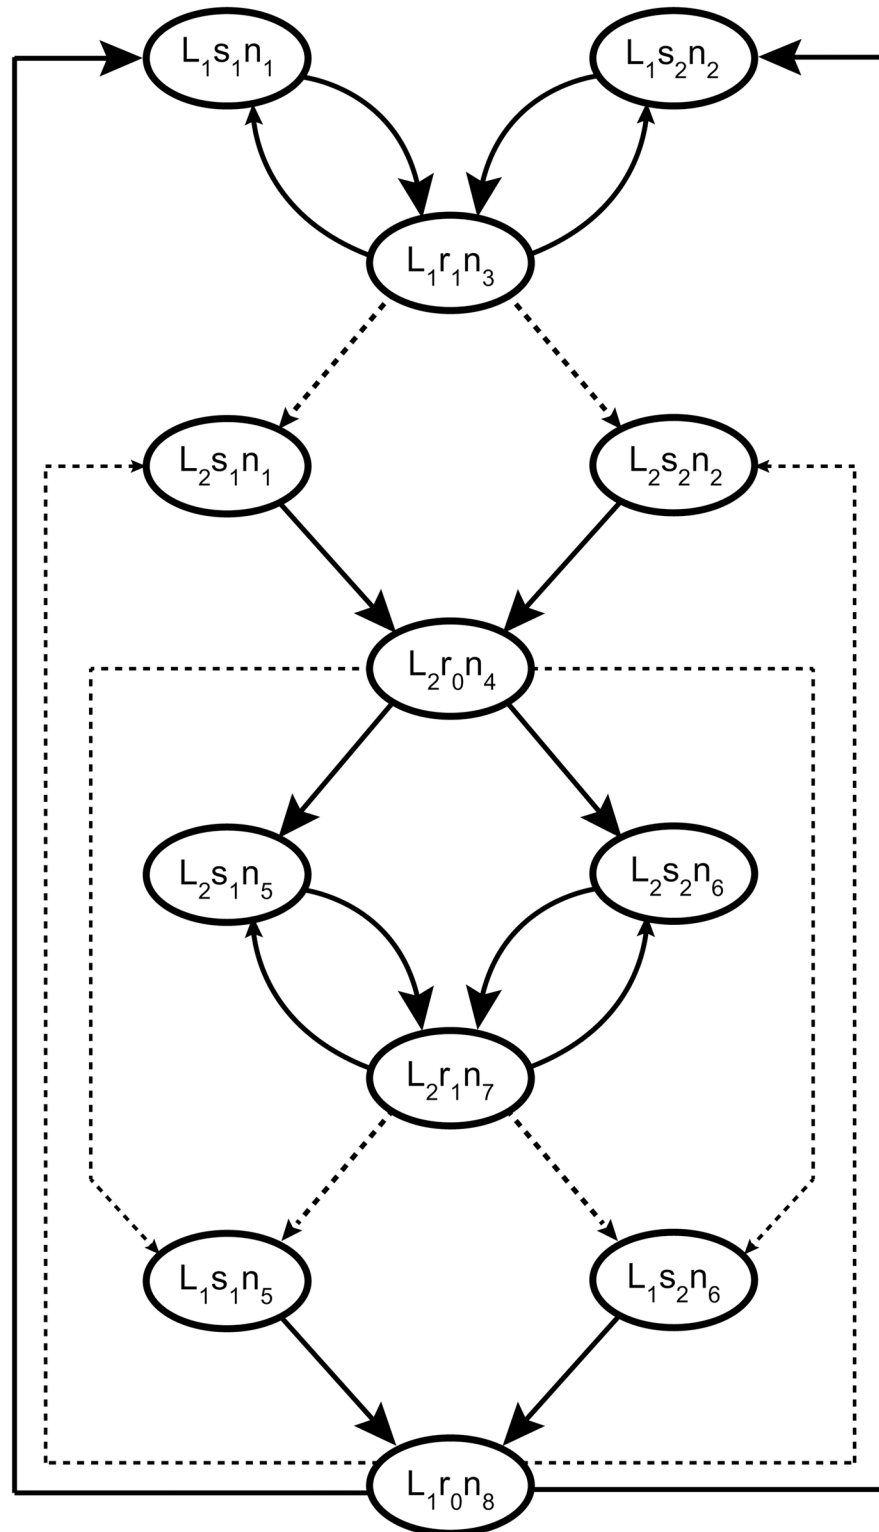 L₁s₁n₁
L₁s₂n₂
L₁r₁n₃
L₂s₁n₁
L₂s₂n₂
L₂r₀n₄
L₂s₁n₅
L₂s₂n₆
L₂r₁n₇
L₁s₁n₅
L₁s₂n₆
L₁r₀n₈